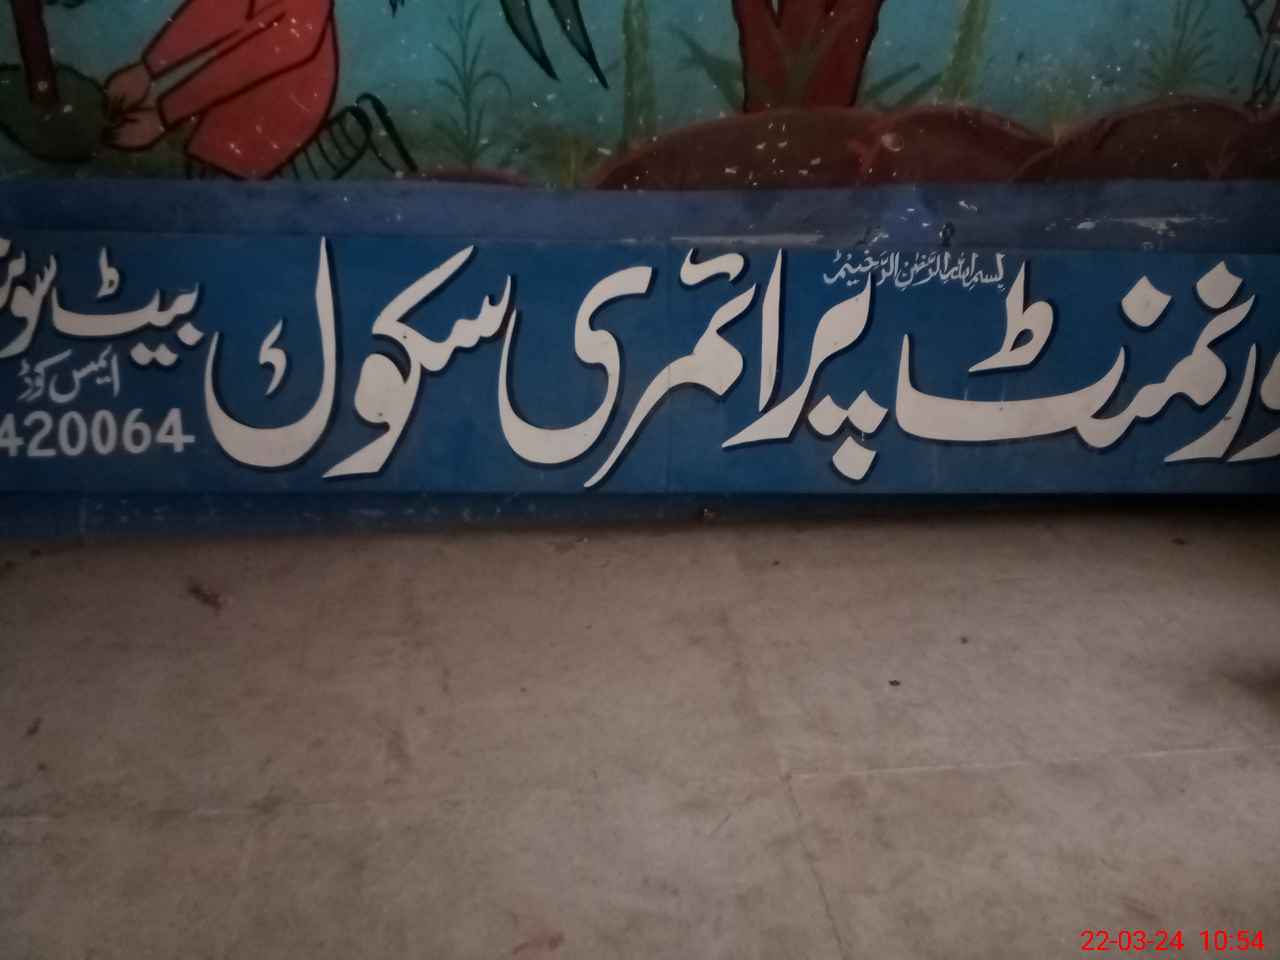 بسم اللہ الرحمٰن الرحیم
ورنمنٹ پرائمری سکول بیٹ سو
ایمس کوڈ
420064
22-03-24 10:54